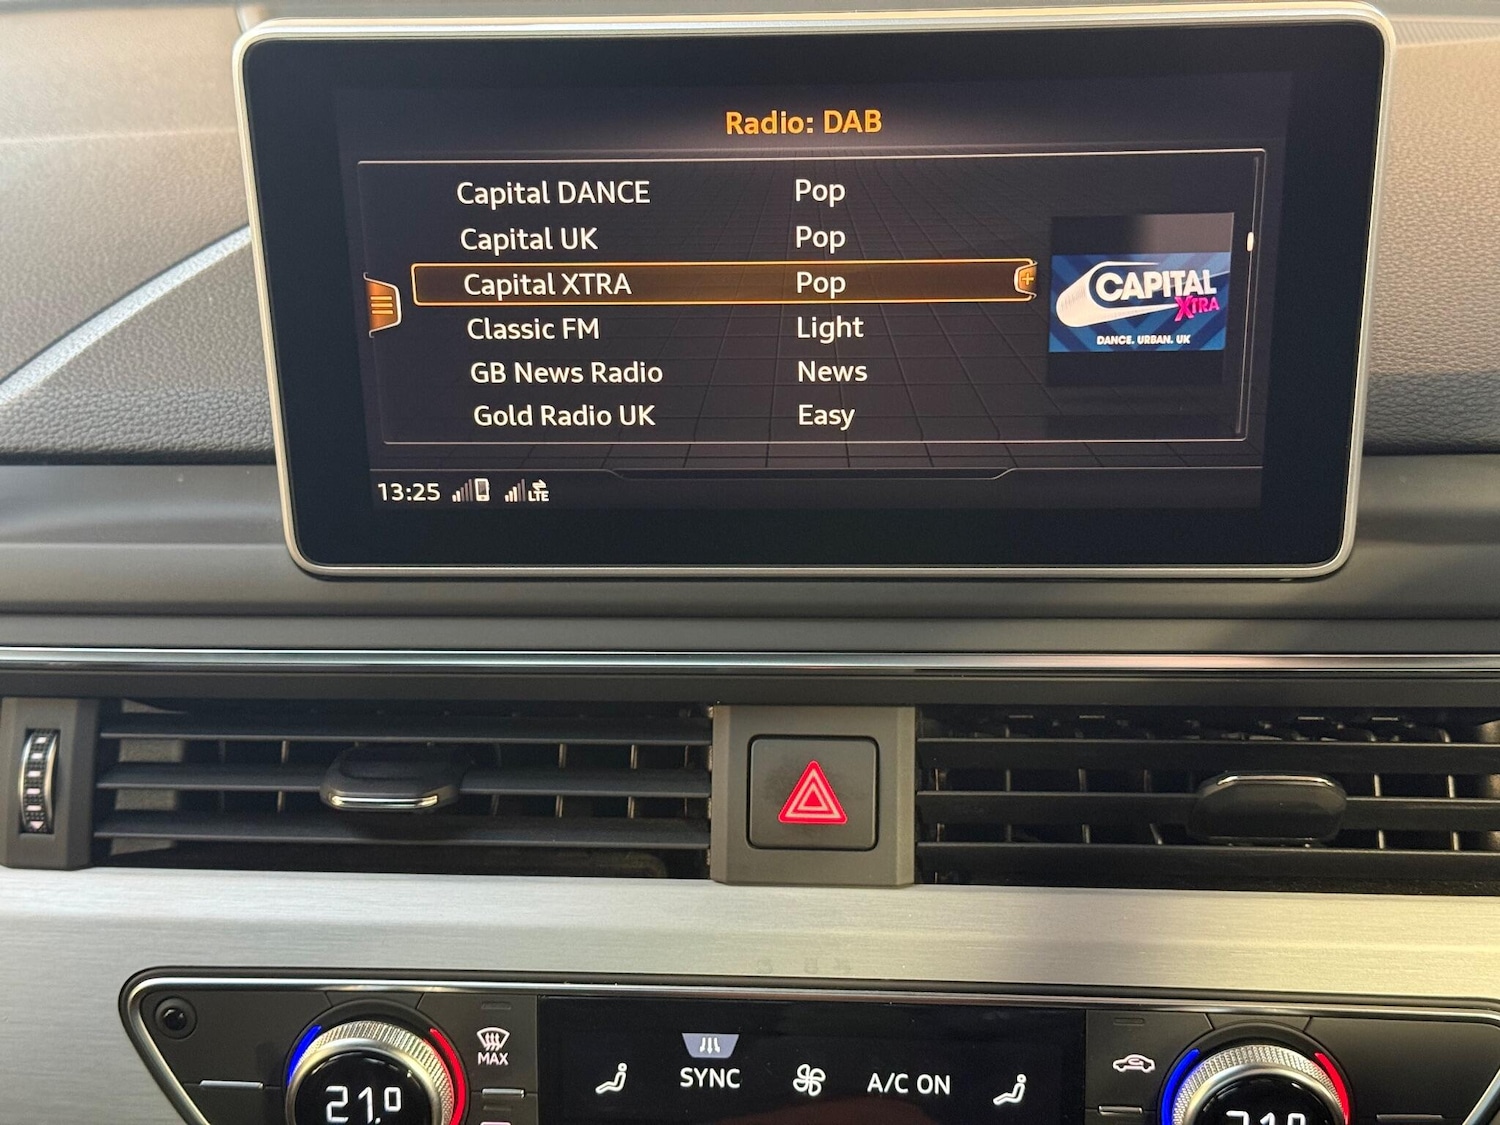 Radio: DAB
Capital DANCE Pop
Capital UK Pop
Capital XTRA Pop
Classic FM Light
GB News Radio News
Gold Radio UK Easy
CAPITAL
XTRA
DANCE. URBAN. UK
13:25 LTE
MAX
SYNC
A/C ON
21.0